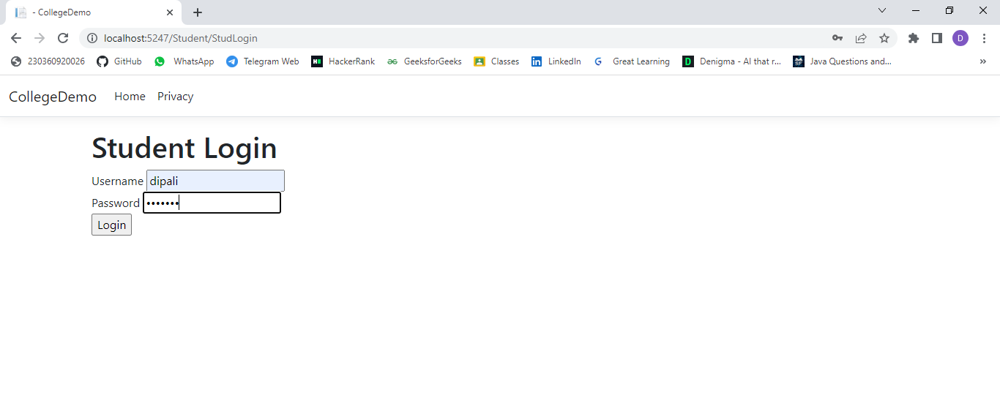 - CollegeDemo
localhost:5247/Student/StudLogin
D
230360920026 GitHub WhatsApp Telegram Web HackerRank GeeksforGeeks Classes LinkedIn Great Learning Denigma - AI that r... Java Questions and... »
CollegeDemo Home Privacy
Student Login
Username dipali
Password •••••••
Login